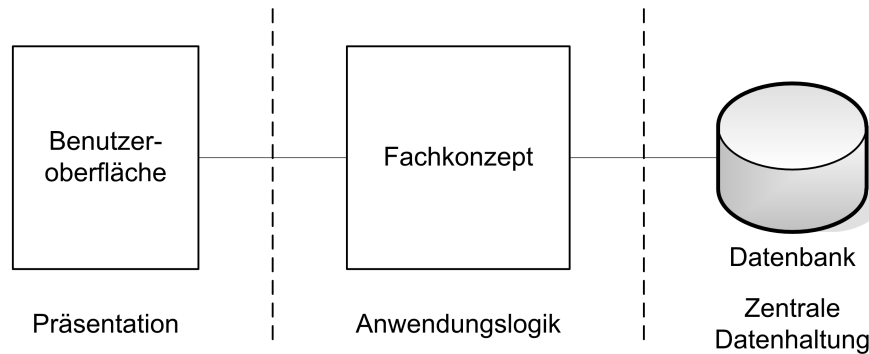 Benutzer-
oberfläche
Fachkonzept
Datenbank
Präsentation
Anwendungslogik
Zentrale
Datenhaltung